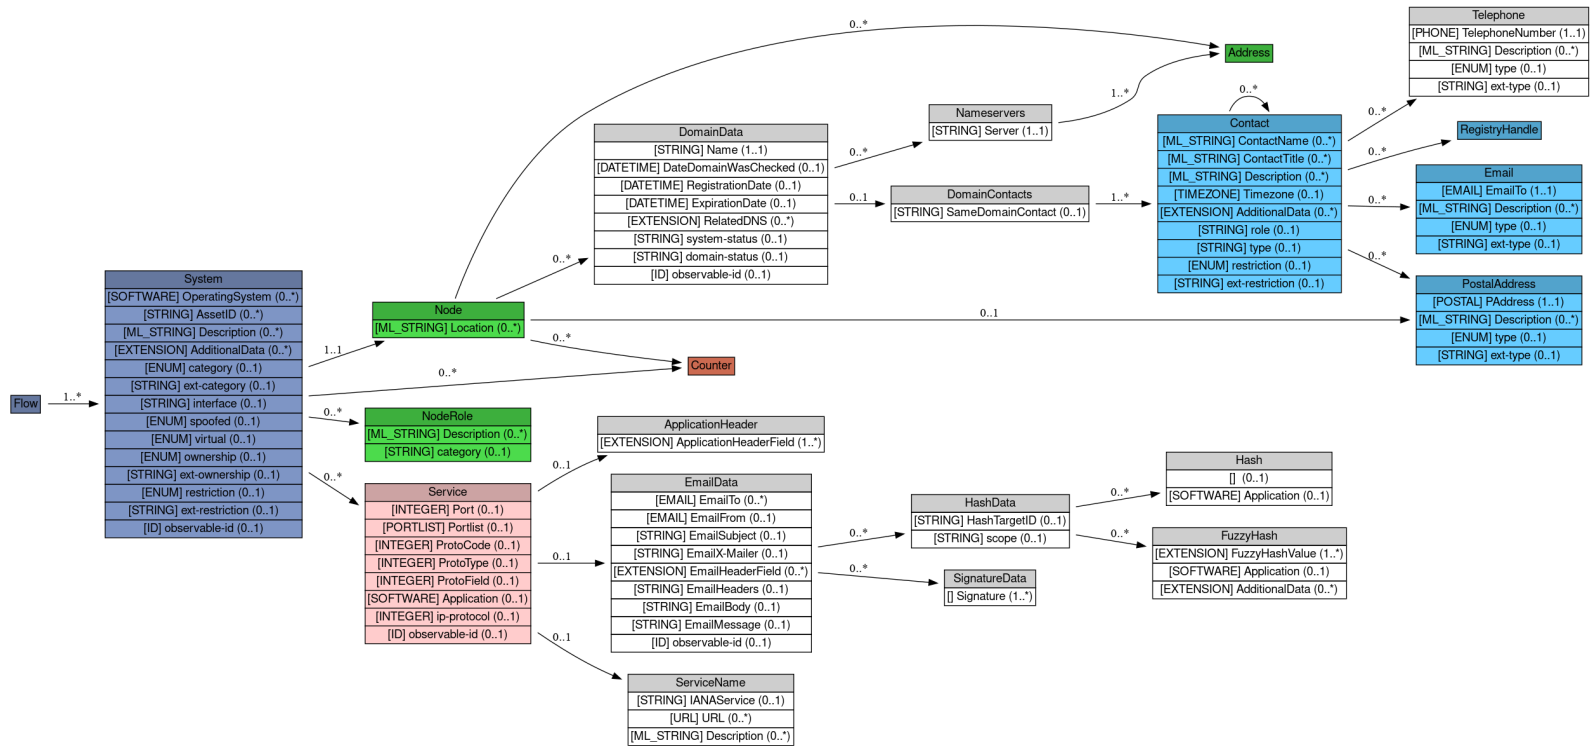 Flow
1..*
System
[SOFTWARE] OperatingSystem (0..*)
[STRING] AssetID (0..*)
[ML_STRING] Description (0..*)
[EXTENSION] AdditionalData (0..*)
[ENUM] category (0..1)
[STRING] ext-category (0..1)
[STRING] interface (0..1)
[ENUM] spoofed (0..1)
[ENUM] virtual (0..1)
[ENUM] ownership (0..1)
[STRING] ext-ownership (0..1)
[ENUM] restriction (0..1)
[STRING] ext-restriction (0..1)
[ID] observable-id (0..1)
1..1
0..*
0..*
0..*
Node
[ML_STRING] Location (0..*)
0..*
0..*
0..1
0..*
Counter
NodeRole
[ML_STRING] Description (0..*)
[STRING] category (0..1)
Service
[INTEGER] Port (0..1)
[PORTLIST] Portlist (0..1)
[INTEGER] ProtoCode (0..1)
[INTEGER] ProtoType (0..1)
[INTEGER] ProtoField (0..1)
[SOFTWARE] Application (0..1)
[INTEGER] ip-protocol (0..1)
[ID] observable-id (0..1)
0..1
0..1
0..1
DomainData
[STRING] Name (1..1)
[DATETIME] DateDomainWasChecked (0..1)
[DATETIME] RegistrationDate (0..1)
[DATETIME] ExpirationDate (0..1)
[EXTENSION] RelatedDNS (0..*)
[STRING] system-status (0..1)
[STRING] domain-status (0..1)
[ID] observable-id (0..1)
0..*
0..1
Nameservers
[STRING] Server (1..1)
1..*
Address
DomainContacts
[STRING] SameDomainContact (0..1)
1..*
0..*
Contact
[ML_STRING] ContactName (0..*)
[ML_STRING] ContactTitle (0..*)
[ML_STRING] Description (0..*)
[TIMEZONE] Timezone (0..1)
[EXTENSION] AdditionalData (0..*)
[STRING] role (0..1)
[STRING] type (0..1)
[ENUM] restriction (0..1)
[STRING] ext-restriction (0..1)
0..*
0..*
0..*
0..*
Telephone
[PHONE] TelephoneNumber (1..1)
[ML_STRING] Description (0..*)
[ENUM] type (0..1)
[STRING] ext-type (0..1)
RegistryHandle
Email
[EMAIL] EmailTo (1..1)
[ML_STRING] Description (0..*)
[ENUM] type (0..1)
[STRING] ext-type (0..1)
PostalAddress
[POSTAL] PAddress (1..1)
[ML_STRING] Description (0..*)
[ENUM] type (0..1)
[STRING] ext-type (0..1)
ApplicationHeader
[EXTENSION] ApplicationHeaderField (1..*)
EmailData
[EMAIL] EmailTo (0..*)
[EMAIL] EmailFrom (0..1)
[STRING] EmailSubject (0..1)
[STRING] EmailX-Mailer (0..1)
[EXTENSION] EmailHeaderField (0..*)
[STRING] EmailHeaders (0..1)
[STRING] EmailBody (0..1)
[STRING] EmailMessage (0..1)
[ID] observable-id (0..1)
0..*
0..*
HashData
[STRING] HashTargetID (0..1)
[STRING] scope (0..1)
0..*
0..*
SignatureData
[] Signature (1..*)
Hash
[] (0..1)
[SOFTWARE] Application (0..1)
FuzzyHash
[EXTENSION] FuzzyHashValue (1..*)
[SOFTWARE] Application (0..1)
[EXTENSION] AdditionalData (0..*)
ServiceName
[STRING] IANAService (0..1)
[URL] URL (0..*)
[ML_STRING] Description (0..*)